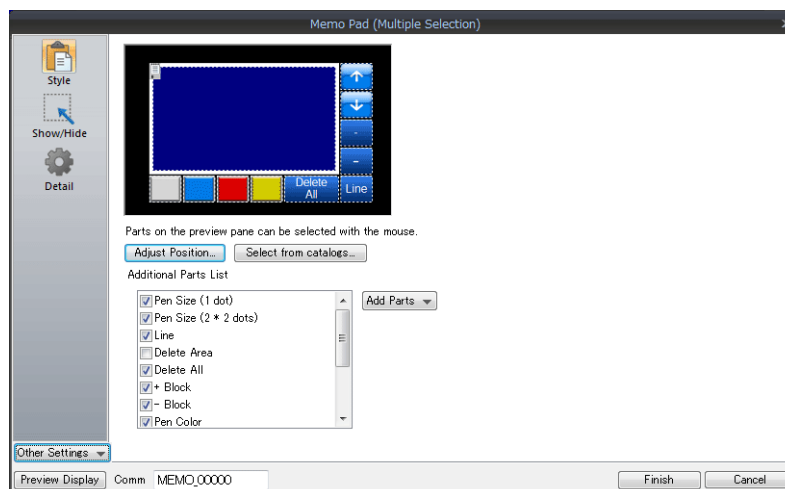 Memo Pad (Multiple Selection)
Style
Show/Hide
Detail
Delete
All
Line
Parts on the preview pane can be selected with the mouse.
Adjust Position... Select from catalogs...
Additional Parts List
Pen Size (1 dot)
Add Parts
Pen Size (2 * 2 dots)
Line
Delete Area
Delete All
+ Block
- Block
Pen Color
Other Settings
Preview Display Comm MEMO_00000 Finish Cancel